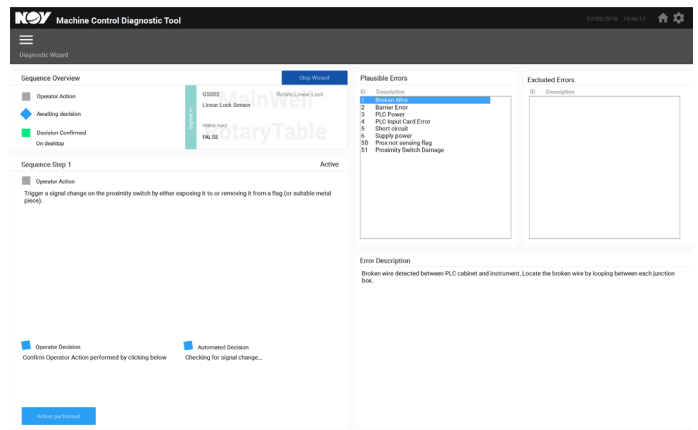 NOV Machine Control Diagnostic Tool
07/09/2016 10:56:13
Diagnostic Wizard
Sequence Overview
Stop Wizard
Operator Action
Awaiting decision
Decision Confirmed
On desktop
Digital In
GS002
Rotate Linear Lock
Linear Lock Sensor
Status input
FALSE
MainWell
RotaryTable
Sequence Step 1
Active
Operator Action
Trigger a signal change on the proximity switch by either exposing it to or removing it from a flag (or suitable metal
piece).
Operator Decision
Confirm Operator Action performed by clicking below
Automated Decision
Checking for signal change...
Action performed
Plausible Errors
ID Description
1 Broken Wire
2 Barrier Error
3 PLC Power
4 PLC Input Card Error
5 Short circuit
6 Supply power
50 Prox not sensing flag
51 Proximity Switch Damage
Excluded Errors
ID Description
Error Description
Broken wire detected between PLC cabinet and instrument. Locate the broken wire by looping between each junction
box.